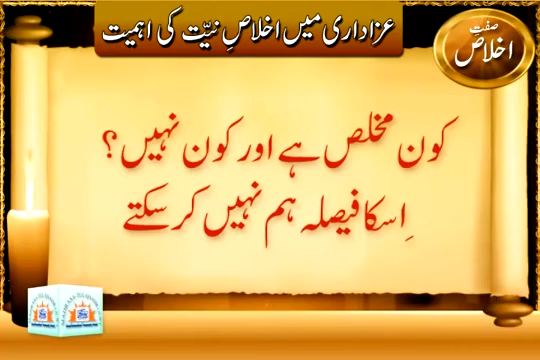 عزاداری میں اخلاصِ نیّت کی اہمیت
صفتِ
اخلاص
کون مخلص ہے اور کون نہیں؟
اِسکا فیصلہ ہم نہیں کر سکتے